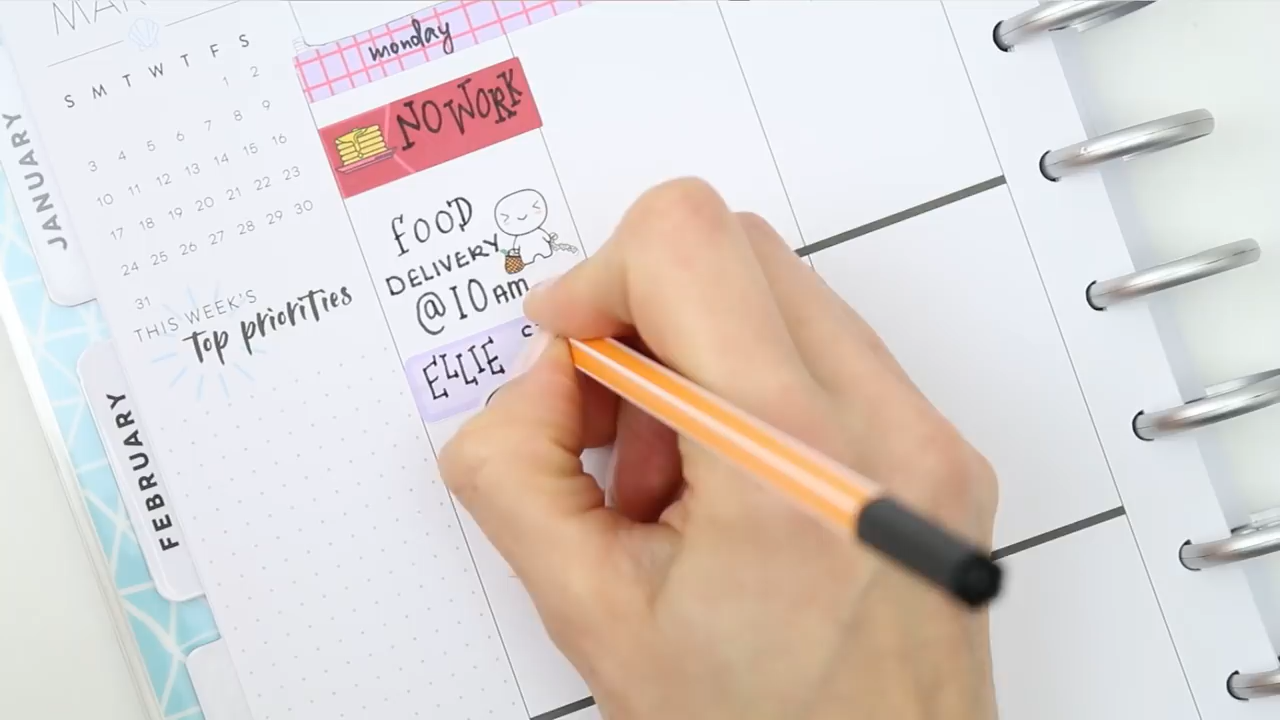 MAR
S M T W T F S
1 2
3 4 5 6 7 8 9
10 11 12 13 14 15 16
17 18 19 20 21 22 23
24 25 26 27 28 29 30
31
THIS WEEK'S
top priorities
JANUARY
FEBRUARY
monday
NO WORK
FOOD
DELIVERY
@10am
ELLIE